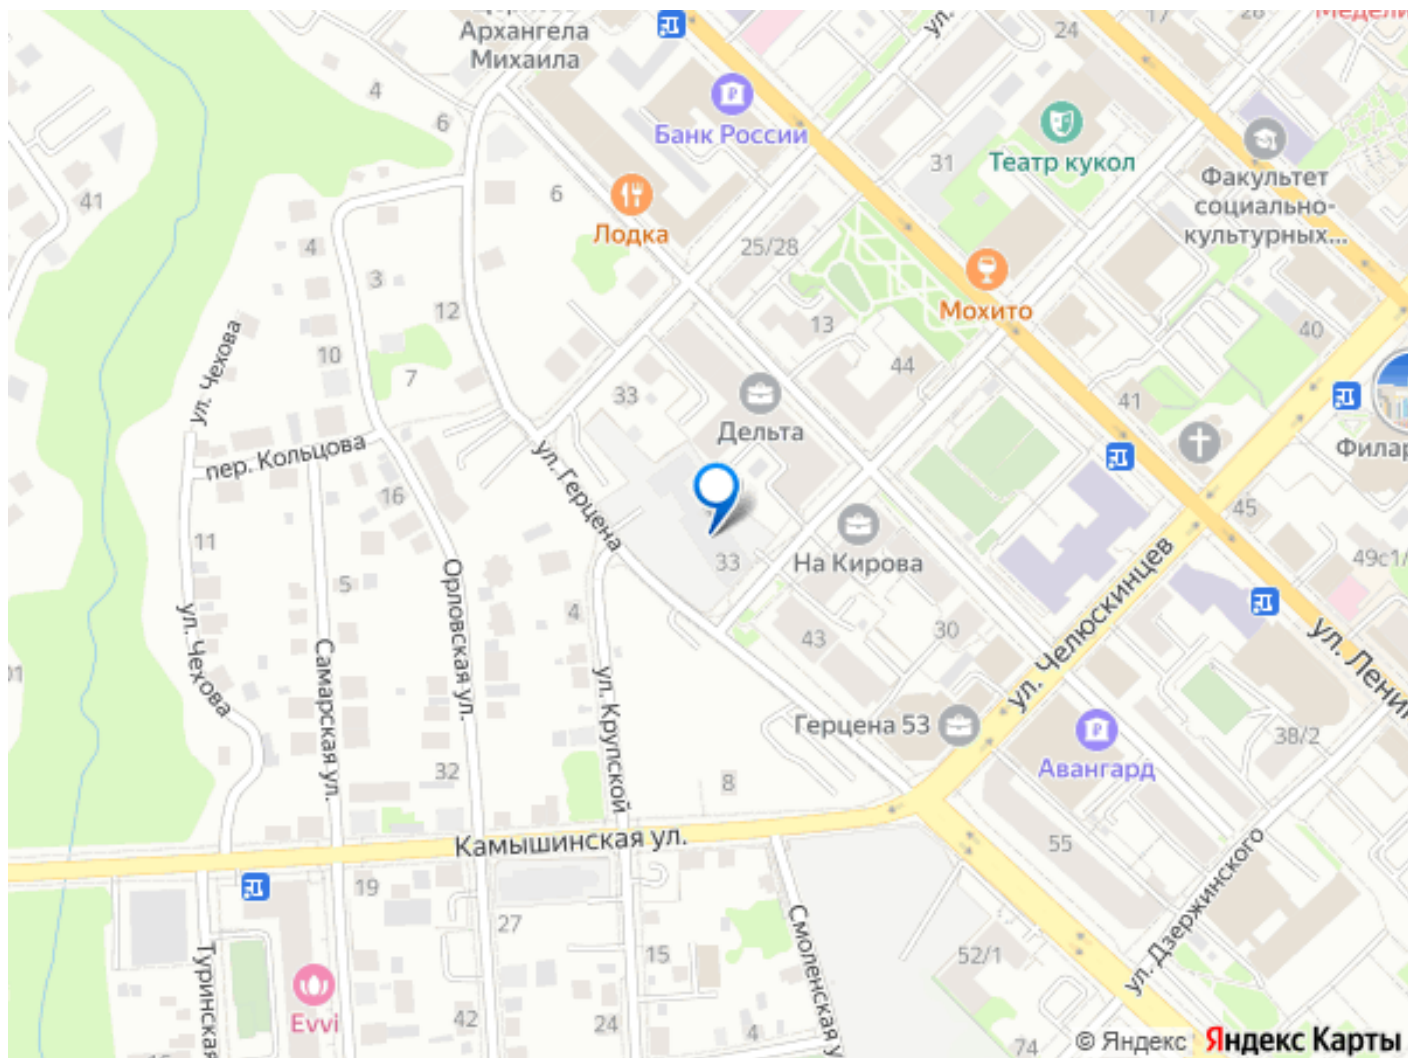 Архангела
Михаила
ул.
24
17
28
4
6
Банк России
31
Театр кукол
Факультет
социально-
культурных...
41
6
Лодка
25/28
4
3
12
Мохито
13
40
ул. Чехова
10
7
44
33
41
Дельта
Филар
пер. Кольцова
ул. Герцена
16
45
11
На Кирова
33
49с1/
5
Орловская ул.
4
ул. Челюскинцев
30
43
ул. Чехова
Самарская ул.
ул. Крупской
ул. Ленин
Герцена 53
38/2
Авангард
32
8
Камышинская ул.
55
ул. Дзержинского
19
27
Смоленская у
15
52/1
Туринская
Evvi
42
24
4
74
© Яндекс Яндекс Карты